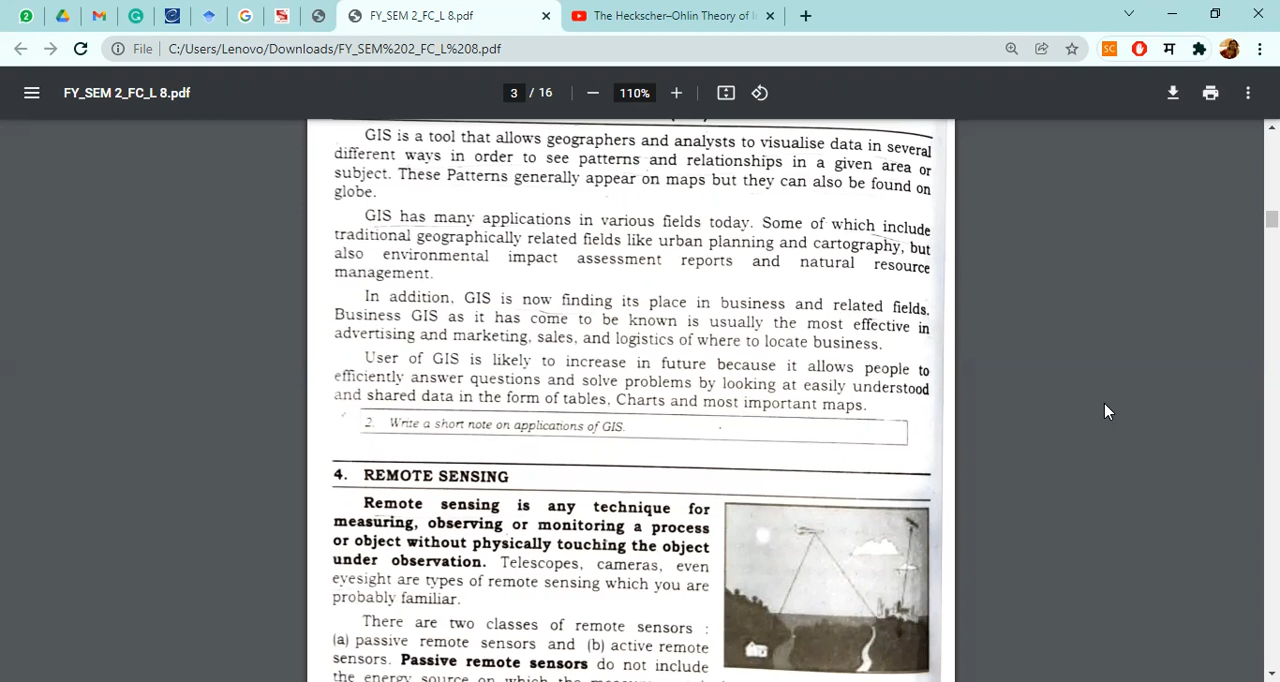 FY_SEM 2_FC_L 8.pdf
The Heckscher–Ohlin Theory of I
File
C:/Users/Lenovo/Downloads/FY_SEM%202_FC_L%208.pdf
FY_SEM 2_FC_L 8.pdf
3 / 16
110%
GIS is a tool that allows geographers and analysts to visualise data in several
different ways in order to see patterns and relationships in a given area or
subject. These Patterns generally appear on maps but they can also be found on
globe.
GIS has many applications in various fields today. Some of which include
traditional geographically related fields like urban planning and cartography, but
also environmental impact assessment reports and natural resource
management.
In addition, GIS is now finding its place in business and related fields.
Business GIS as it has come to be known is usually the most effective in
advertising and marketing, sales, and logistics of where to locate business.
User of GIS is likely to increase in future because it allows people to
efficiently answer questions and solve problems by looking at easily understood
and shared data in the form of tables, Charts and most important maps.
2. Write a short note on applications of GIS.
4. REMOTE SENSING
Remote sensing is any technique for
measuring, observing or monitoring a process
or object without physically touching the object
under observation. Telescopes, cameras, even
eyesight are types of remote sensing which you are
probably familiar.
There are two classes of remote sensors :
(a) passive remote sensors and (b) active remote
sensors. Passive remote sensors do not include
the energy source on which the